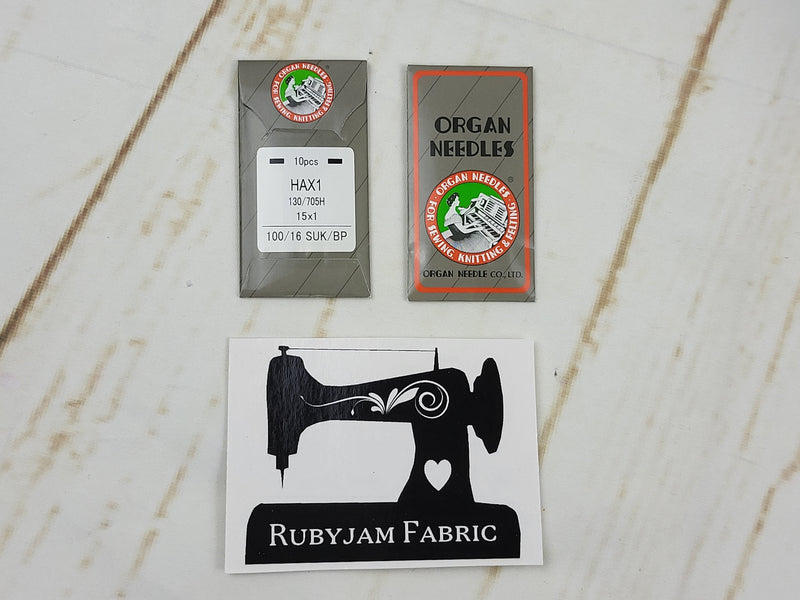 ORGAN NEEDLES
FOR SEWING, KNITTING & FELTING
10pcs
HAX1
130/705H
15x1
100/16 SUK/BP
ORGAN
NEEDLES
®
ORGAN NEEDLES
FOR SEWING, KNITTING & FELTING
ORGAN NEEDLE CO., LTD.
RUBYJAM FABRIC